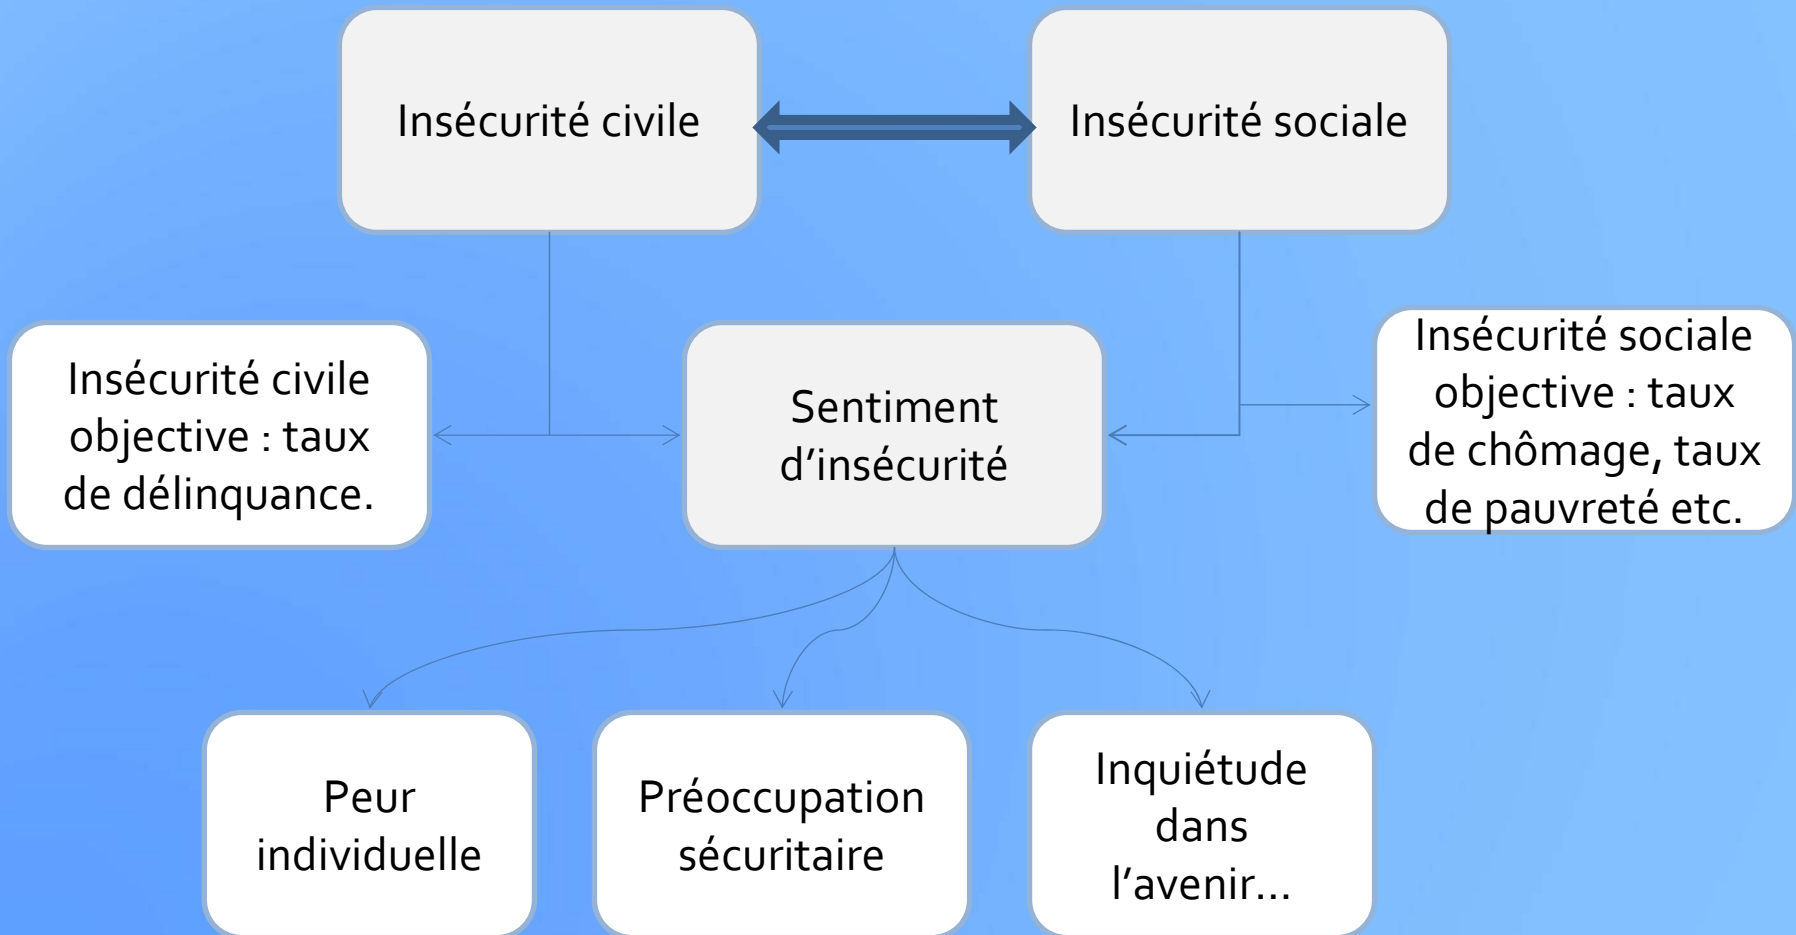 Insécurité civile
Insécurité sociale
Insécurité civile
objective : taux
de délinquance.
Sentiment
d’insécurité
Insécurité sociale
objective : taux
de chômage, taux
de pauvreté etc.
Peur
individuelle
Préoccupation
sécuritaire
Inquiétude
dans
l’avenir…